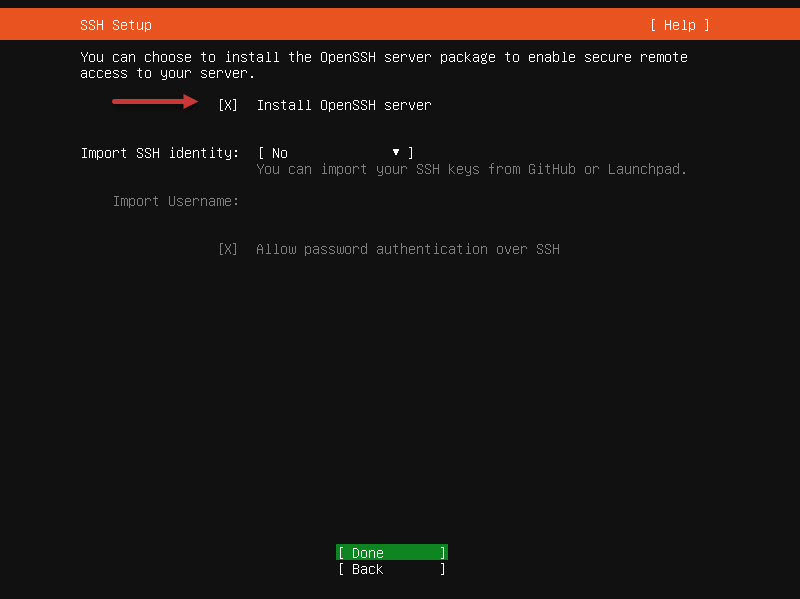 SSH Setup [ Help ]
You can choose to install the OpenSSH server package to enable secure remote
access to your server.
[X] Install OpenSSH server
Import SSH identity: [ No ▾ ]
You can import your SSH keys from GitHub or Launchpad.
Import Username:
[X] Allow password authentication over SSH
[ Done ]
[ Back ]